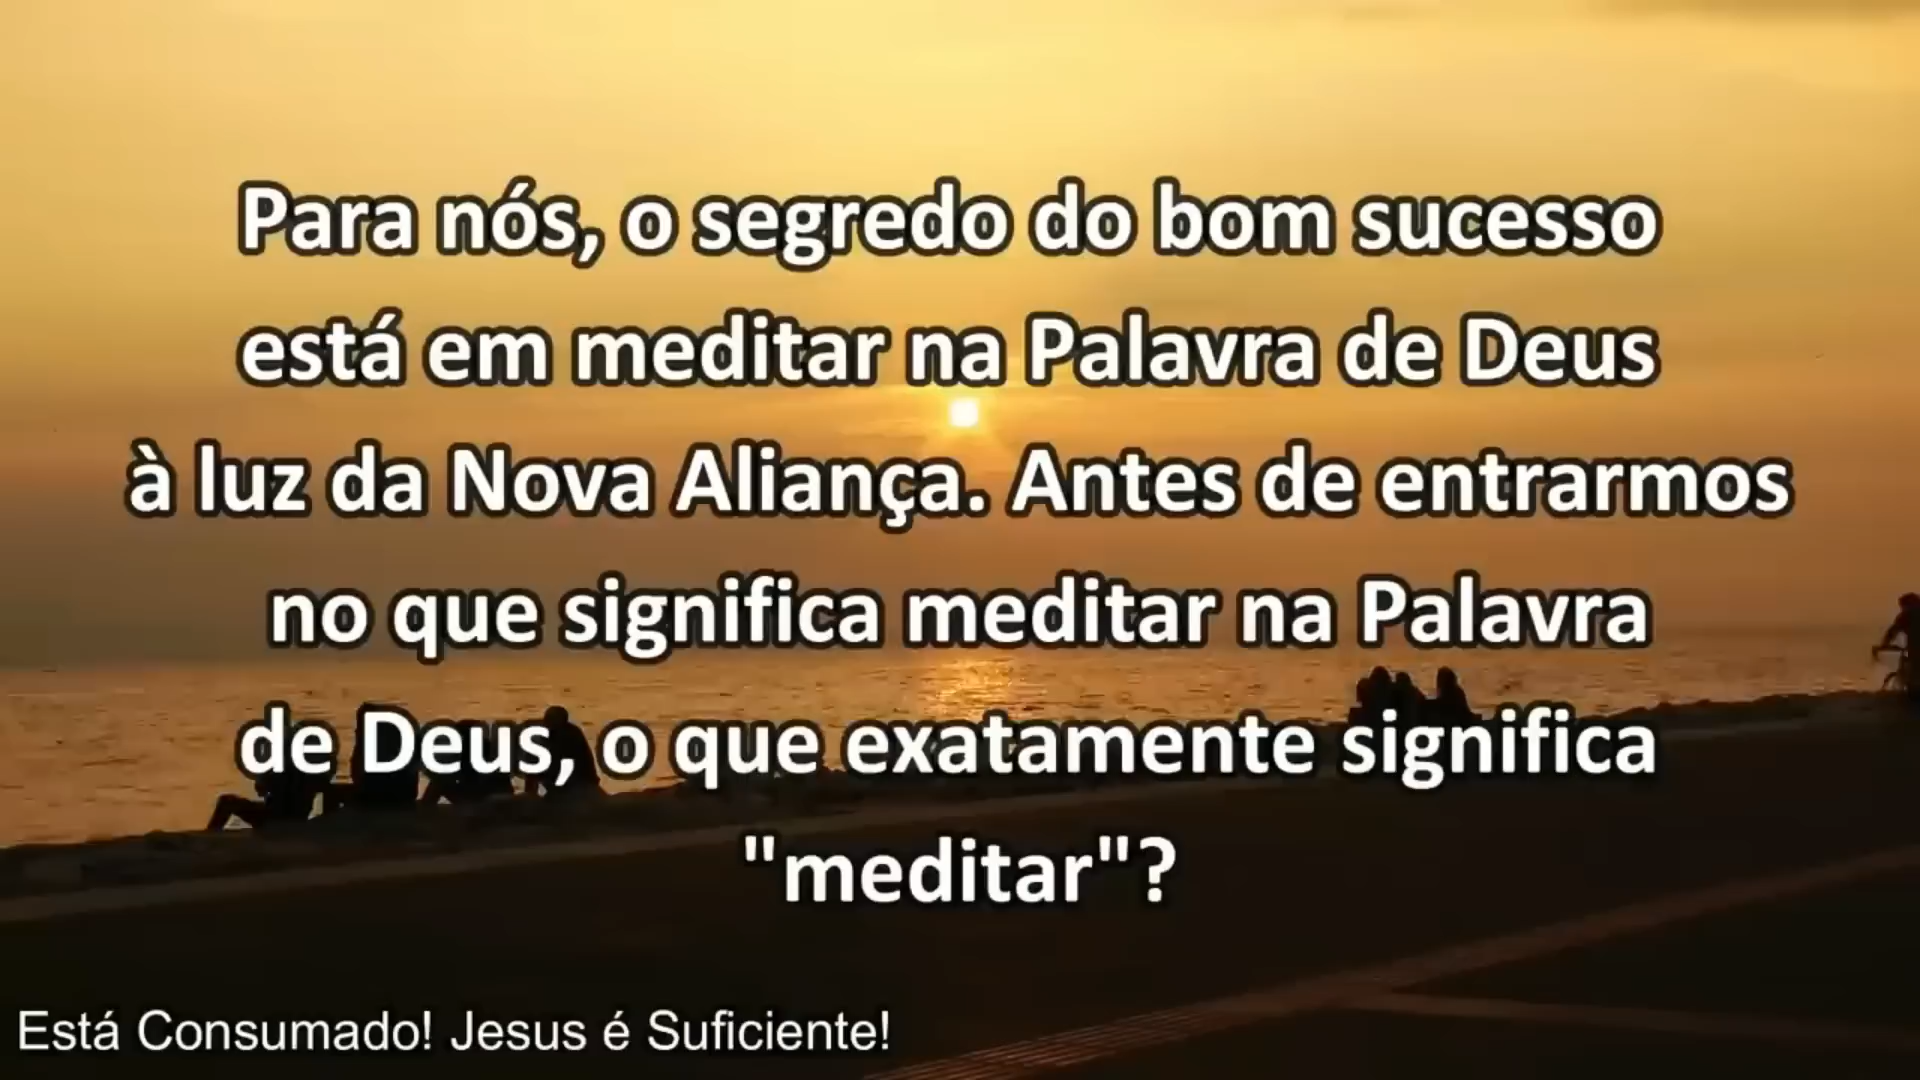 Para nós, o segredo do bom sucesso
está em meditar na Palavra de Deus
à luz da Nova Aliança. Antes de entrarmos
no que significa meditar na Palavra
de Deus, o que exatamente significa
"meditar"?
Está Consumado! Jesus é Suficiente!